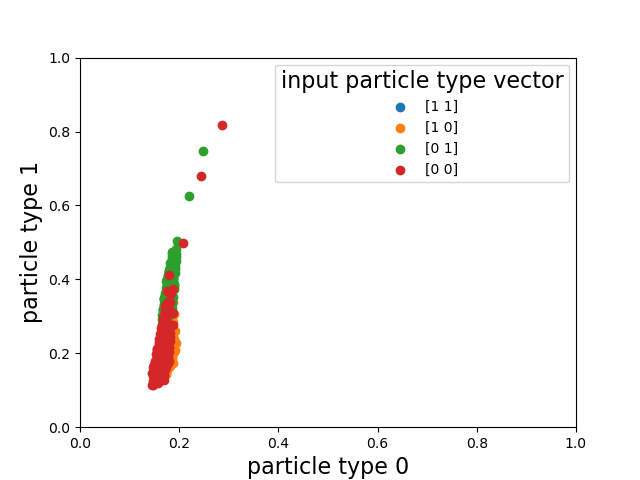 input particle type vector
[1 1]
[1 0]
[0 1]
[0 0]
particle type 1
1.0
0.8
0.6
0.4
0.2
0.0
0.0 0.2 0.4 0.6 0.8 1.0
particle type 0